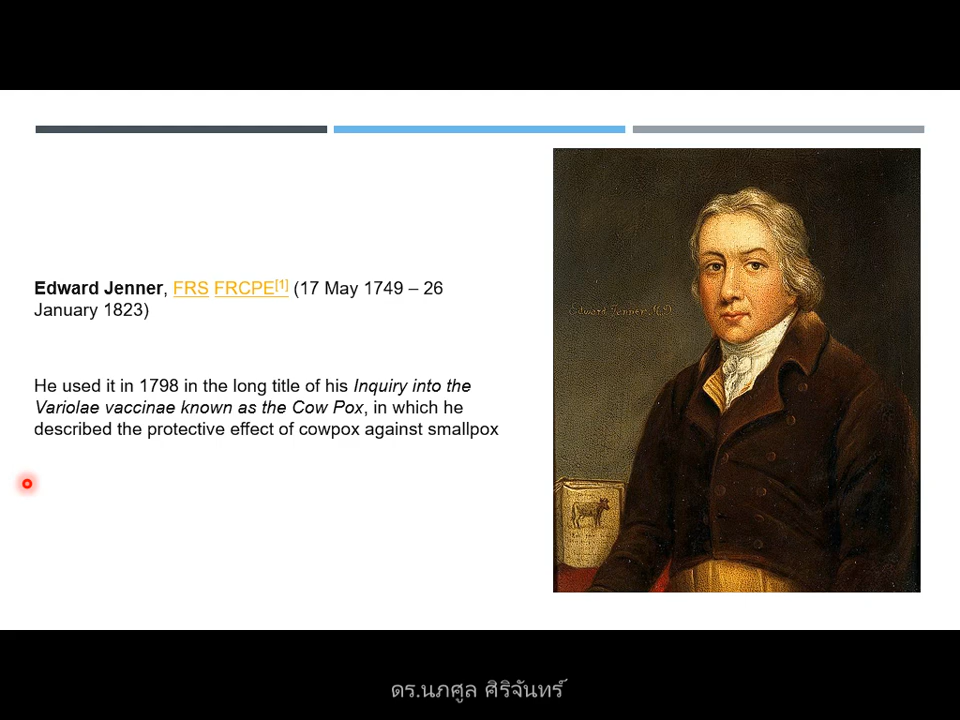 Edward Jenner, FRS FRCPE[1] (17 May 1749 – 26
January 1823)
He used it in 1798 in the long title of his Inquiry into the
Variolae vaccinae known as the Cow Pox, in which he
described the protective effect of cowpox against smallpox
Edward Jenner. M.D.
ดร.นภศูล ศิริจันทร์